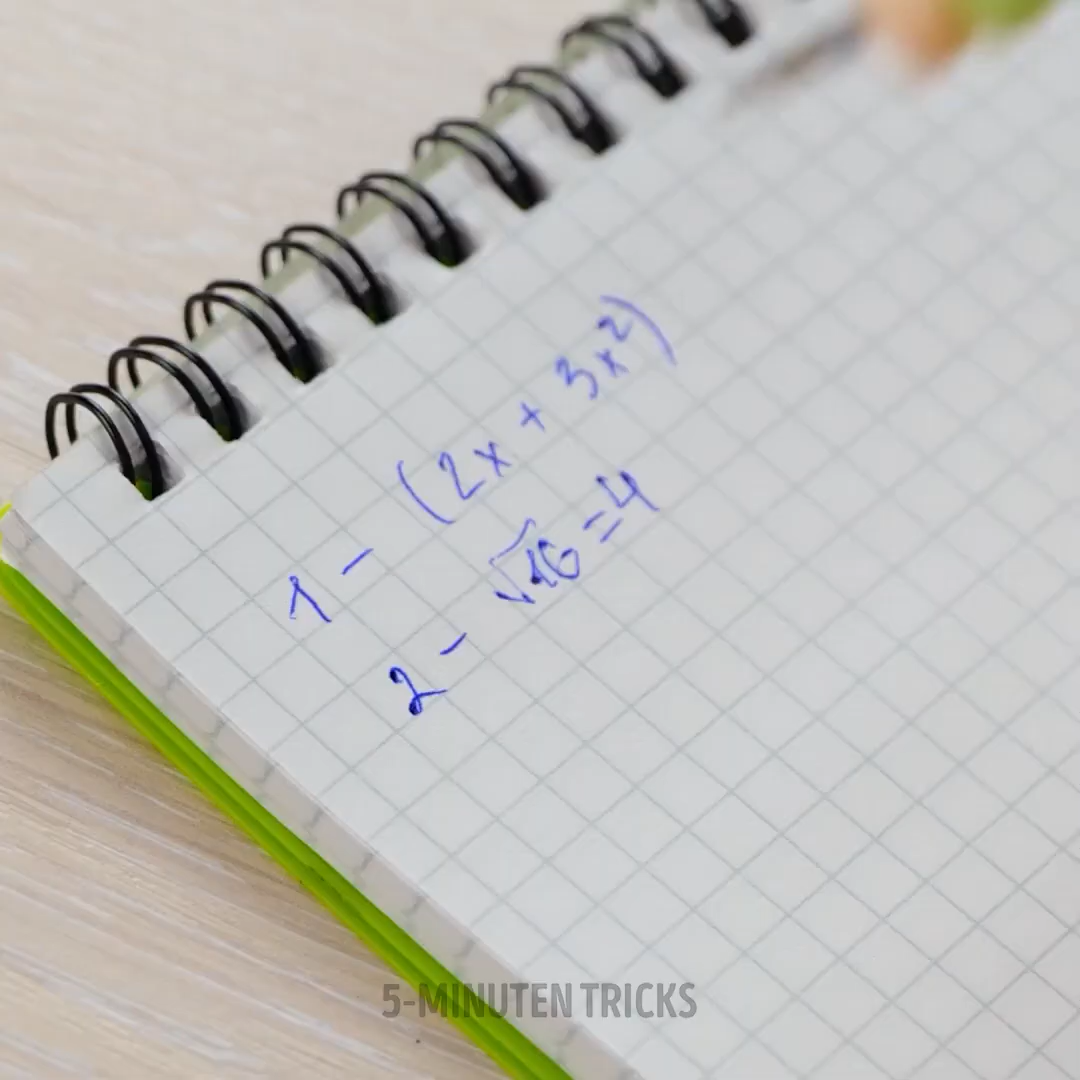 1 - (2x + 3x²)
2 - √16 = 4
5-MINUTEN TRICKS